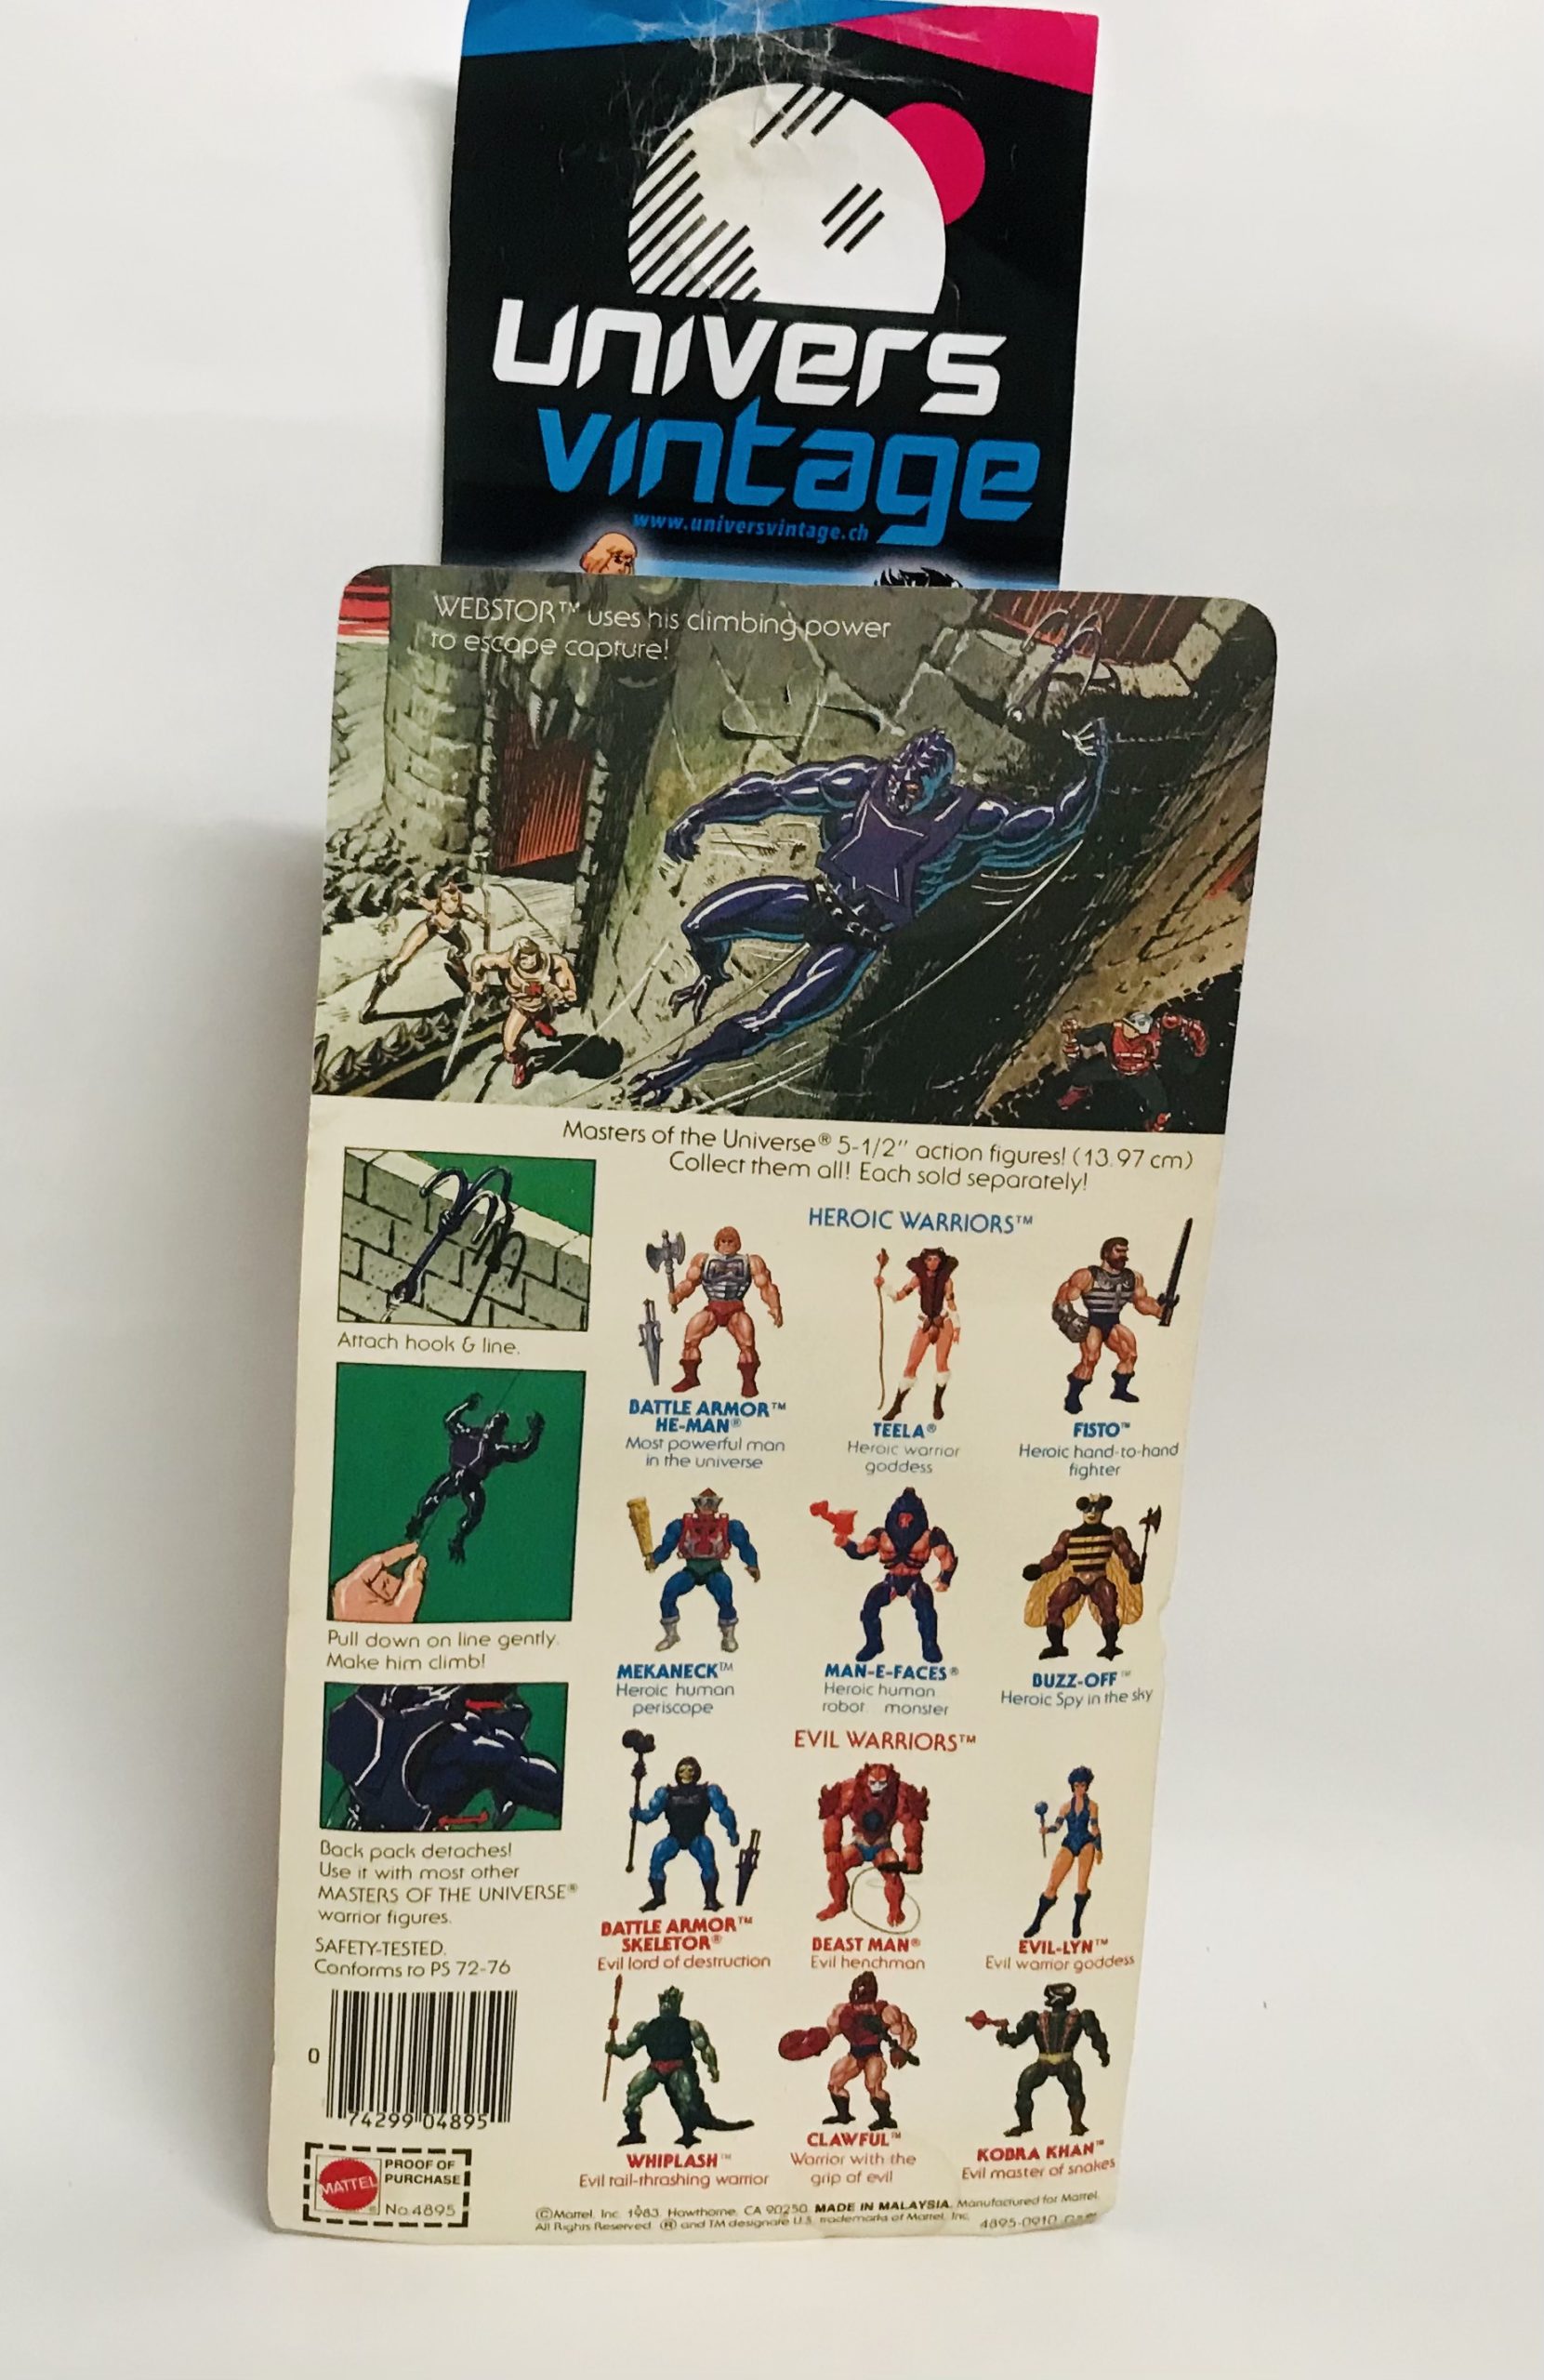 univers
vintage
www.universvintage.ch
WEBSTOR™ uses his climbing power
to escape capture!
Masters of the Universe® 5-1/2" action figures! (13.97 cm)
Collect them all! Each sold separately!
Attach hook & line.
Pull down on line gently.
Make him climb!
Back pack detaches!
Use it with most other
MASTERS OF THE UNIVERSE®
warrior figures.
SAFETY-TESTED.
Conforms to PS 72-76
0
74299 04895
MATTEL
PROOF OF
PURCHASE
No. 4895
HEROIC WARRIORS™
BATTLE ARMOR™
HE-MAN®
Most powerful man
in the universe
TEELA®
Heroic warrior
goddess
FISTO™
Heroic hand-to-hand
fighter
MEKANECK™
Heroic human
periscope
MAN-E-FACES®
Heroic human
robot monster
BUZZ-OFF™
Heroic Spy in the sky
EVIL WARRIORS™
BATTLE ARMOR™
SKELETOR®
Evil lord of destruction
BEAST MAN®
Evil henchman
EVIL-LYN™
Evil warrior goddess
WHIPLASH™
Evil tail-thrashing warrior
CLAWFUL™
Warrior with the
grip of evil
KOBRA KHAN™
Evil master of snakes
©Mattel, Inc. 1983. Hawthorne, CA 90250. MADE IN MALAYSIA. Manufactured for Mattel.
All Rights Reserved. ® and TM designate U.S. trademarks of Mattel, Inc. 4895-0910